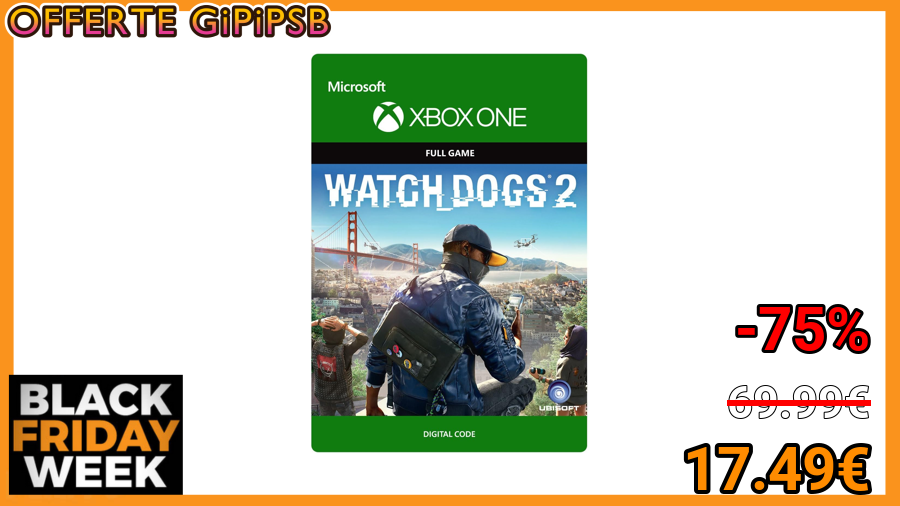 OFFERTE GiPiPSB
Microsoft
XBOX ONE
FULL GAME
WATCH_DOGS® 2
UBISOFT
DIGITAL CODE
-75%
69.99€
17.49€
BLACK
FRIDAY
WEEK